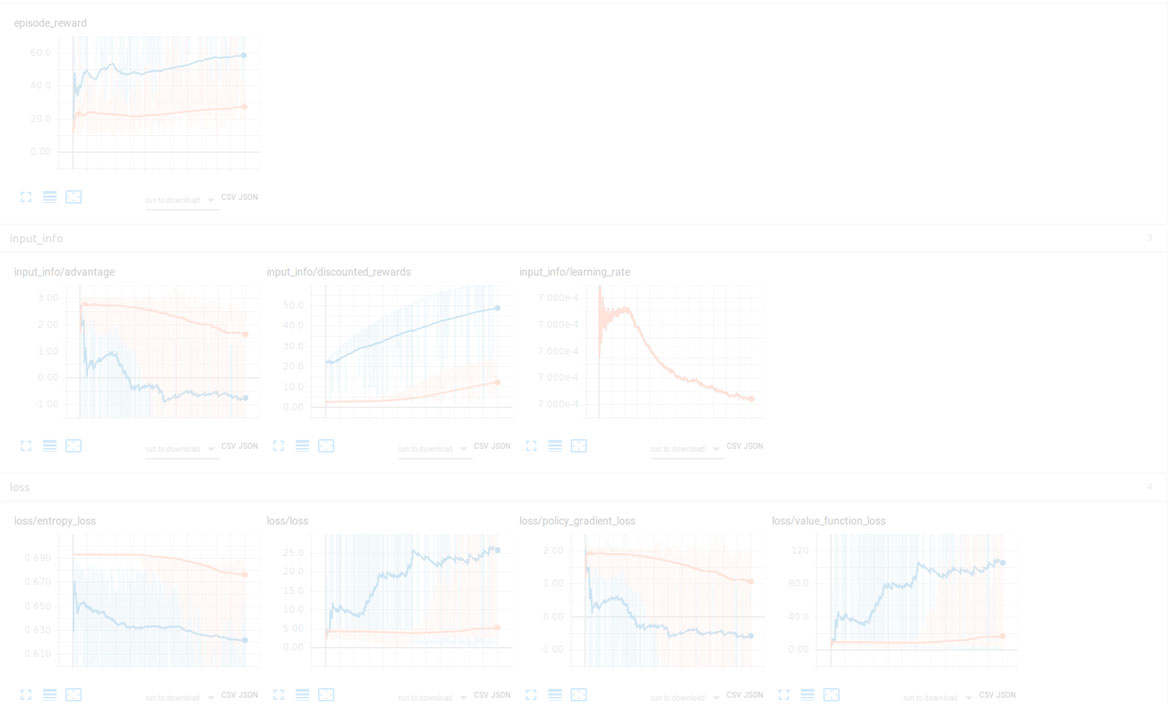 episode_reward
60.0
40.0
20.0
0.00
run to download CSV JSON
input_info 3
input_info/advantage input_info/discounted_rewards input_info/learning_rate
3.00 50.0 7.000e-4
2.00 40.0 7.000e-4
1.00 30.0 7.000e-4
0.00 20.0 7.000e-4
-1.00 10.0 7.000e-4
0.00
run to download CSV JSON run to download CSV JSON run to download CSV JSON
loss 4
loss/entropy_loss loss/loss loss/policy_gradient_loss loss/value_function_loss
0.690 25.0 2.00 120
0.670 20.0 1.00 80.0
0.650 15.0 0.00 40.0
0.630 10.0 -1.00 0.00
0.610 5.00
0.00
run to download CSV JSON run to download CSV JSON run to download CSV JSON run to download CSV JSON